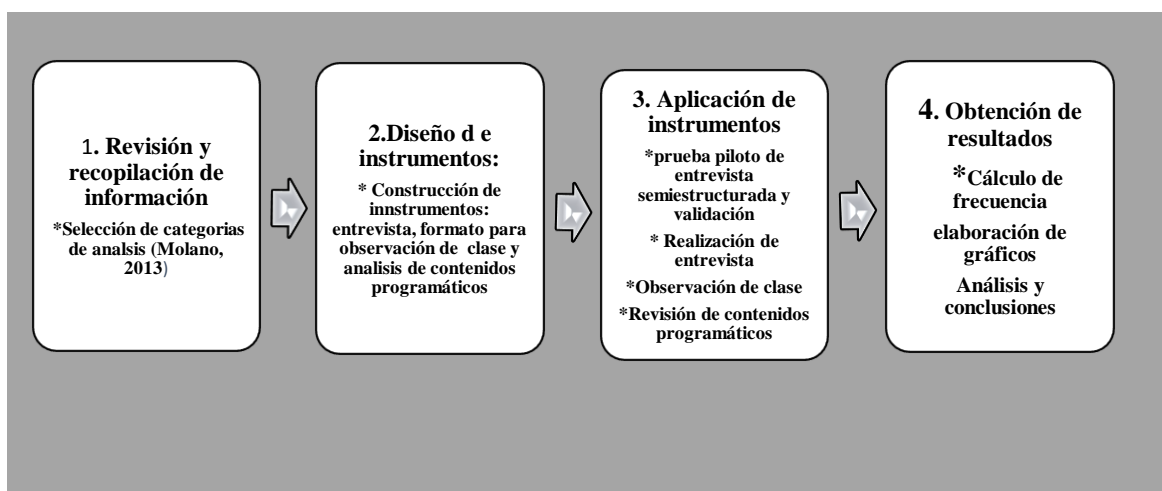 1. Revisión y
recopilación de
información
*Selección de categorias
de analsis (Molano,
2013)
2.Diseño d e
instrumentos:
* Construcción de
innstrumentos:
entrevista, formato para
observación de clase y
analisis de contenidos
programáticos
3. Aplicación de
instrumentos
*prueba piloto de
entrevista
semiestructurada y
validación
* Realización de
entrevista
*Observación de clase
*Revisión de contenidos
programáticos
4. Obtención de
resultados
*Cálculo de
frecuencia
elaboración de
gráficos
Análisis y
conclusiones